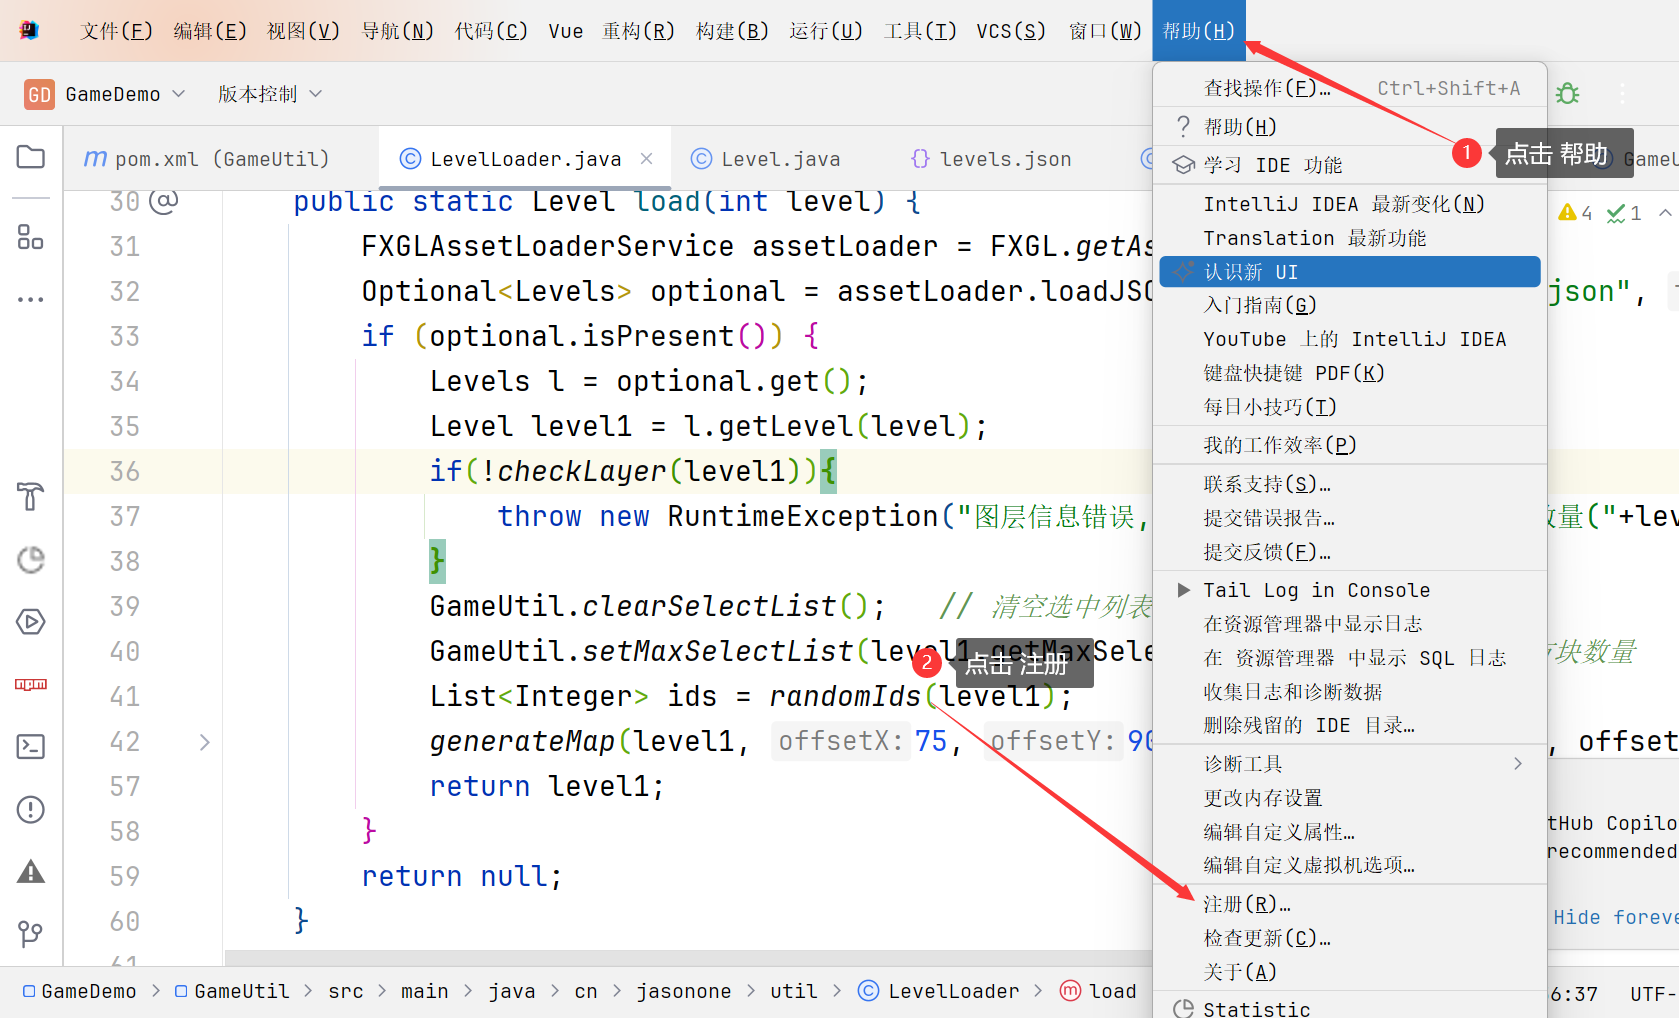 文件(F) 编辑(E) 视图(V) 导航(N) 代码(C) Vue 重构(R) 构建(B) 运行(U) 工具(T) VCS(S) 窗口(W) 帮助(H)
GD GameDemo 版本控制
m pom.xml (GameUtil) LevelLoader.java Level.java levels.json
30 @ public static Level load(int level) {
31 FXGLAssetLoaderService assetLoader = FXGL.getAs
32 Optional<Levels> optional = assetLoader.loadJSO json",
33 if (optional.isPresent()) {
34 Levels l = optional.get();
35 Level level1 = l.getLevel(level);
36 if(!checkLayer(level1)){
37 throw new RuntimeException("图层信息错误, 数量("+lev
38 }
39 GameUtil.clearSelectList(); // 清空选中列表
40 GameUtil.setMaxSelectList(level1.getMaxSele 块数量
41 List<Integer> ids = randomIds(level1);
42 generateMap(level1, offsetX: 75, offsetY: 90 , offset
57 return level1;
58 }
59 return null;
60 }
61
查找操作(F)… Ctrl+Shift+A
帮助(H)
学习 IDE 功能
IntelliJ IDEA 最新变化(N)
Translation 最新功能
认识新 UI
入门指南(G)
YouTube 上的 IntelliJ IDEA
键盘快捷键 PDF(K)
每日小技巧(T)
我的工作效率(P)
联系支持(S)…
提交错误报告…
提交反馈(F)…
Tail Log in Console
在资源管理器中显示日志
在 资源管理器 中显示 SQL 日志
收集日志和诊断数据
删除残留的 IDE 目录…
诊断工具
更改内存设置
编辑自定义属性…
编辑自定义虚拟机选项…
注册(R)…
检查更新(C)…
关于(A)
Statistic
1 点击 帮助
2 点击 注册
GameU
4 1
tHub Copilo
recommended
Hide foreve
npm
GameDemo > GameUtil > src > main > java > cn > jasonone > util > LevelLoader > load
6:37 UTF-